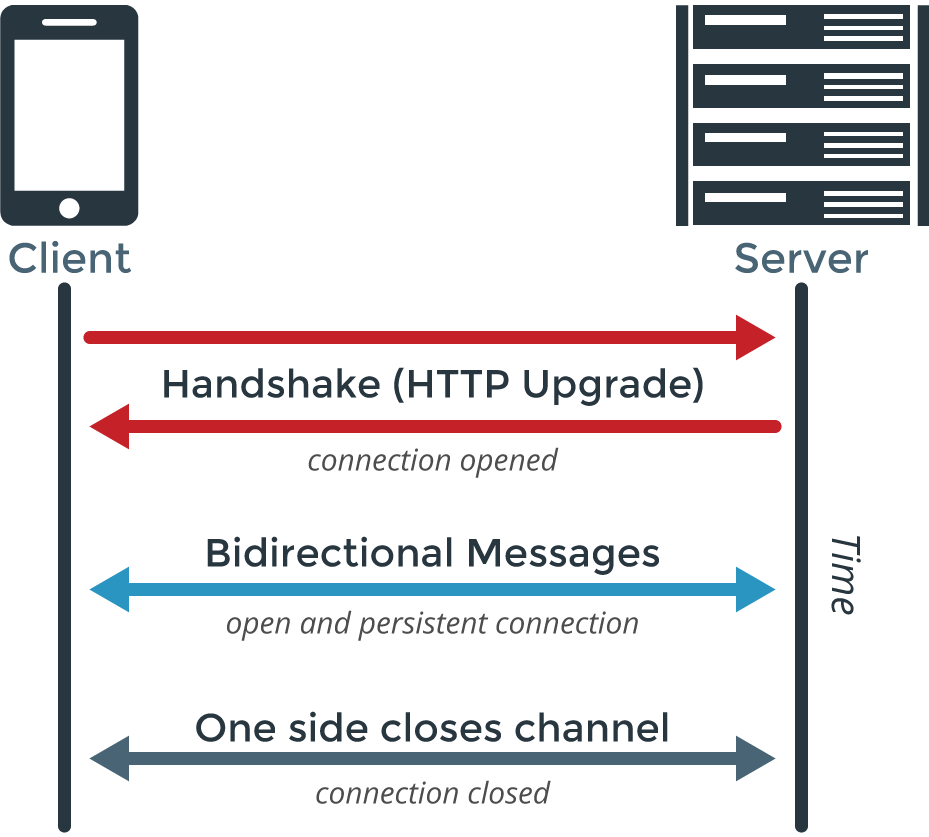 Client
Server
Handshake (HTTP Upgrade)
connection opened
Bidirectional Messages
open and persistent connection
Time
One side closes channel
connection closed